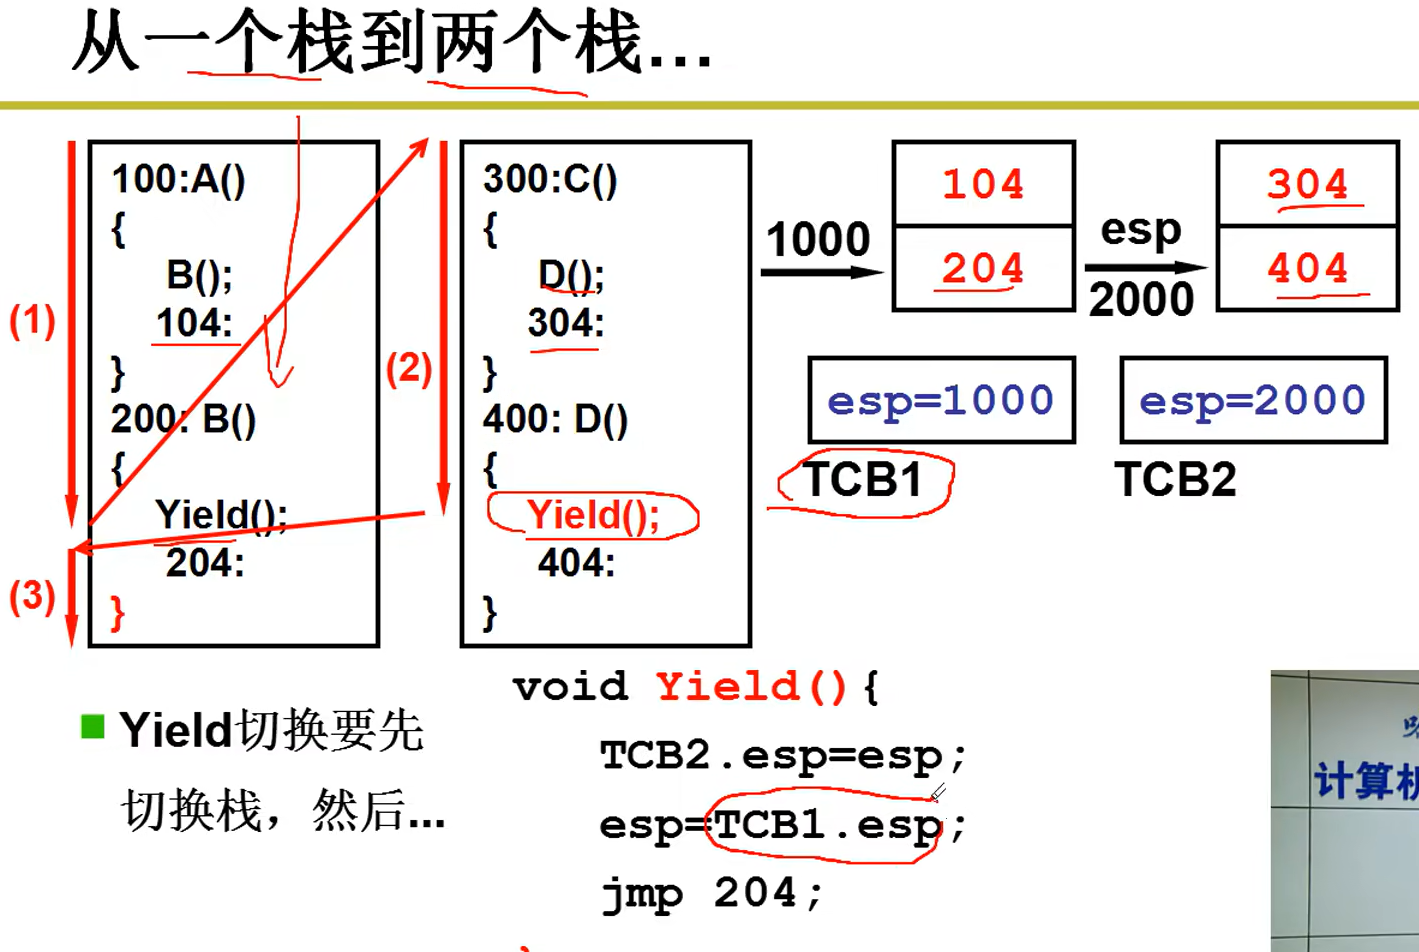 从一个栈到两个栈...
(1)
100:A()
{
B();
104:
}
200: B()
{
Yield();
204:
}
(3)
(2)
300:C()
{
D();
304:
}
400: D()
{
Yield();
404:
}
1000
104
204
esp
2000
304
404
esp=1000
TCB1
esp=2000
TCB2
Yield切换要先
切换栈，然后...
void Yield(){
TCB2.esp=esp;
esp=TCB1.esp;
jmp 204;
计算机